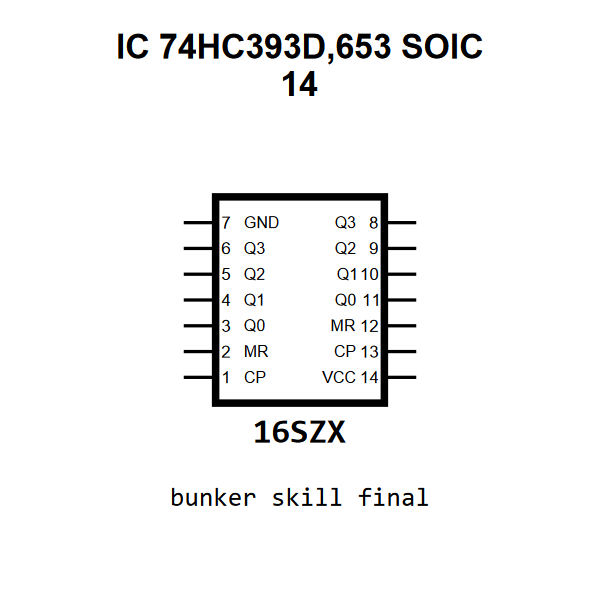 IC 74HC393D,653 SOIC
14
7 GND Q3 8
6 Q3 Q2 9
5 Q2 Q1 10
4 Q1 Q0 11
3 Q0 MR 12
2 MR CP 13
1 CP VCC 14
16SZX
bunker skill final